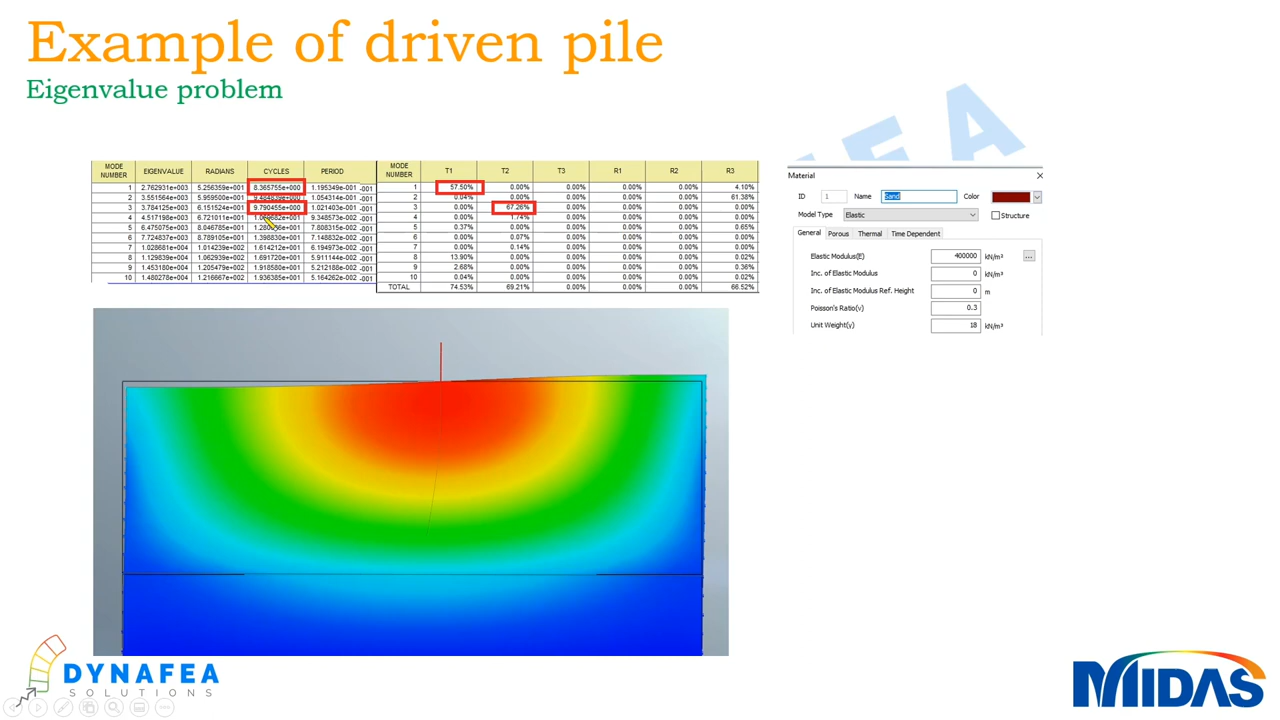 Example of driven pile
Eigenvalue problem
MODE NUMBER EIGENVALUE RADIANS CYCLES PERIOD
1 2.762931e+003 5.256359e+001 8.365755e+000 1.195349e-001 -001
2 3.551564e+003 5.959500e+001 1.054314e-001 -001
3 3.784125e+003 6.151524e+001 9.790455e+000 1.021403e-001 -001
4 4.517198e+003 6.721011e+001 9.348573e-002 -001
5 6.475075e+003 8.046785e+001 7.808315e-002 -001
6 7.724837e+003 8.789105e+001 1.398830e+001 7.148832e-002 -001
7 1.028681e+004 1.014239e+002 1.614212e+001 6.194973e-002 -001
8 1.129839e+004 1.062939e+002 1.691720e+001 5.911144e-002 -001
9 1.453180e+004 1.205479e+002 1.918580e+001 5.212188e-002 -001
10 1.480278e+004 1.216667e+002 1.936385e+001 5.164262e-002 -001
MODE NUMBER T1 T2 T3 R1 R2 R3
1 57.50% 0.00% 0.00% 0.00% 0.00% 4.10%
2 0.04% 0.00% 0.00% 0.00% 0.00% 61.38%
3 0.00% 67.26% 0.00% 0.00% 0.00% 0.00%
4 0.00% 1.74% 0.00% 0.00% 0.00% 0.00%
5 0.37% 0.00% 0.00% 0.00% 0.00% 0.65%
6 0.00% 0.07% 0.00% 0.00% 0.00% 0.00%
7 0.00% 0.14% 0.00% 0.00% 0.00% 0.00%
8 13.90% 0.00% 0.00% 0.00% 0.00% 0.02%
9 2.68% 0.00% 0.00% 0.00% 0.00% 0.36%
10 0.04% 0.00% 0.00% 0.00% 0.00% 0.02%
TOTAL 74.53% 69.21% 0.00% 0.00% 0.00% 66.52%
Material
ID 1 Name Sand Color
Model Type Elastic Structure
General Porous Thermal Time Dependent
Elastic Modulus(E) 400000 kN/m² ...
Inc. of Elastic Modulus 0 kN/m³
Inc. of Elastic Modulus Ref. Height 0 m
Poisson's Ratio(ν) 0.3
Unit Weight(γ) 18 kN/m³
DYNAFEA
SOLUTIONS
MIDAS